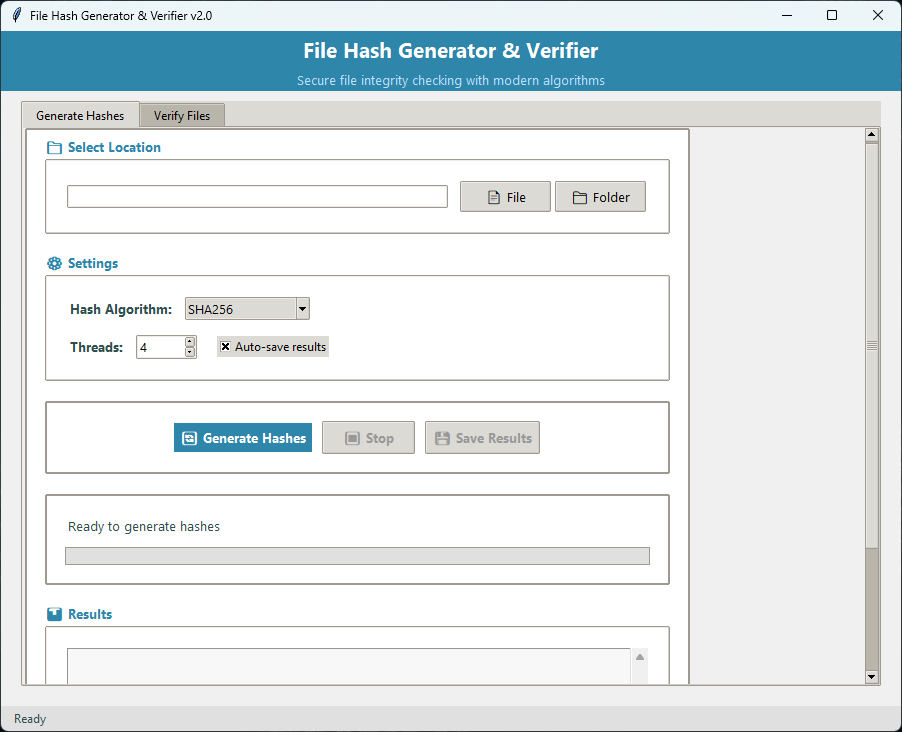 File Hash Generator & Verifier v2.0
File Hash Generator & Verifier
Secure file integrity checking with modern algorithms
Generate Hashes Verify Files
Select Location
File Folder
Settings
Hash Algorithm: SHA256
Threads: 4 Auto-save results
Generate Hashes Stop Save Results
Ready to generate hashes
Results
Ready